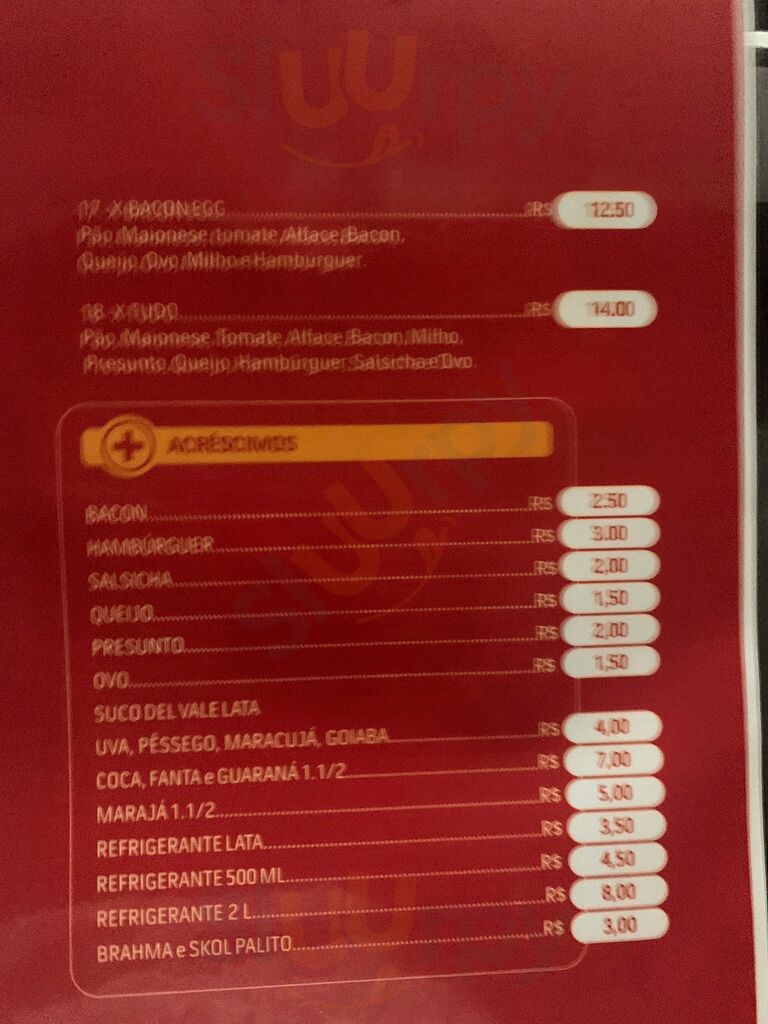 Sluurpy
17 - X BACON EGG R$ 12.50
Pão, Maionese, tomate, Alface, Bacon,
Queijo, Ovo, Milho e Hambúrguer.
18 - X TUDO R$ 14.00
Pão, Maionese, Tomate, Alface, Bacon, Milho,
Presunto, Queijo, Hambúrguer, Salsicha e Ovo.
+ ACRÉSCIMOS
BACON R$ 2.50
HAMBÚRGUER R$ 3.00
SALSICHA R$ 2,00
QUEIJO R$ 1,50
PRESUNTO R$ 2,00
OVO R$ 1,50
SUCO DEL VALE LATA
UVA, PÊSSEGO, MARACUJÁ, GOIABA R$ 4,00
COCA, FANTA e GUARANÁ 1.1/2 R$ 7,00
MARAJÁ 1.1/2 R$ 5,00
REFRIGERANTE LATA R$ 3,50
REFRIGERANTE 500 ML R$ 4,50
REFRIGERANTE 2 L R$ 8,00
BRAHMA e SKOL PALITO R$ 3,00
Sluurpy
Sluurpy